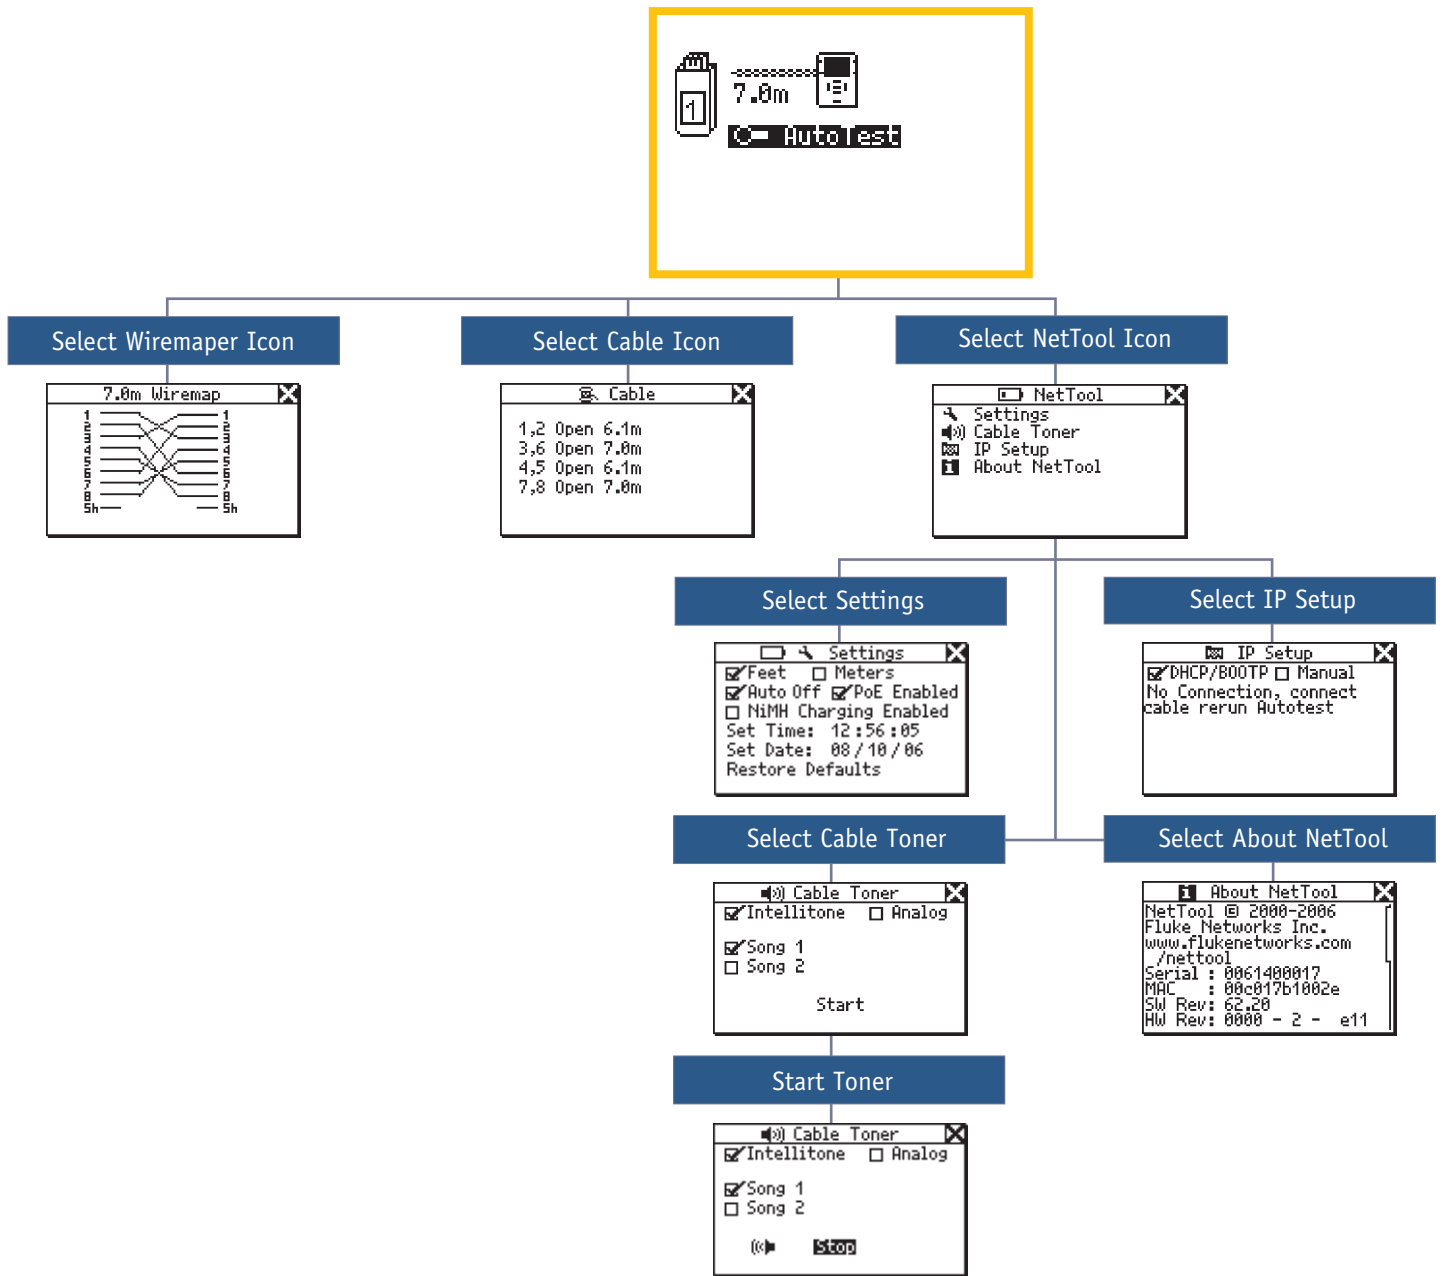 1
7.0m
AutoTest
Select Wiremaper Icon
Select Cable Icon
Select NetTool Icon
7.0m Wiremap
1 1
2 2
3 3
4 4
5 5
6 6
7 7
8 8
Sh Sh
Cable
1,2 Open 6.1m
3,6 Open 7.0m
4,5 Open 6.1m
7,8 Open 7.0m
NetTool
Settings
Cable Toner
IP Setup
About NetTool
Select Settings
Select IP Setup
Settings
Feet Meters
Auto Off PoE Enabled
NiMH Charging Enabled
Set Time: 12:56:05
Set Date: 08/10/06
Restore Defaults
IP Setup
DHCP/BOOTP Manual
No Connection, connect
cable rerun Autotest
Select Cable Toner
Select About NetTool
Cable Toner
Intellitone Analog
Song 1
Song 2
Start
About NetTool
NetTool © 2000-2006
Fluke Networks Inc.
www.flukenetworks.com
/nettool
Serial : 0061400017
MAC : 00c017b1002e
SW Rev: 62.20
HW Rev: 0000 - 2 - e11
Start Toner
Cable Toner
Intellitone Analog
Song 1
Song 2
Stop